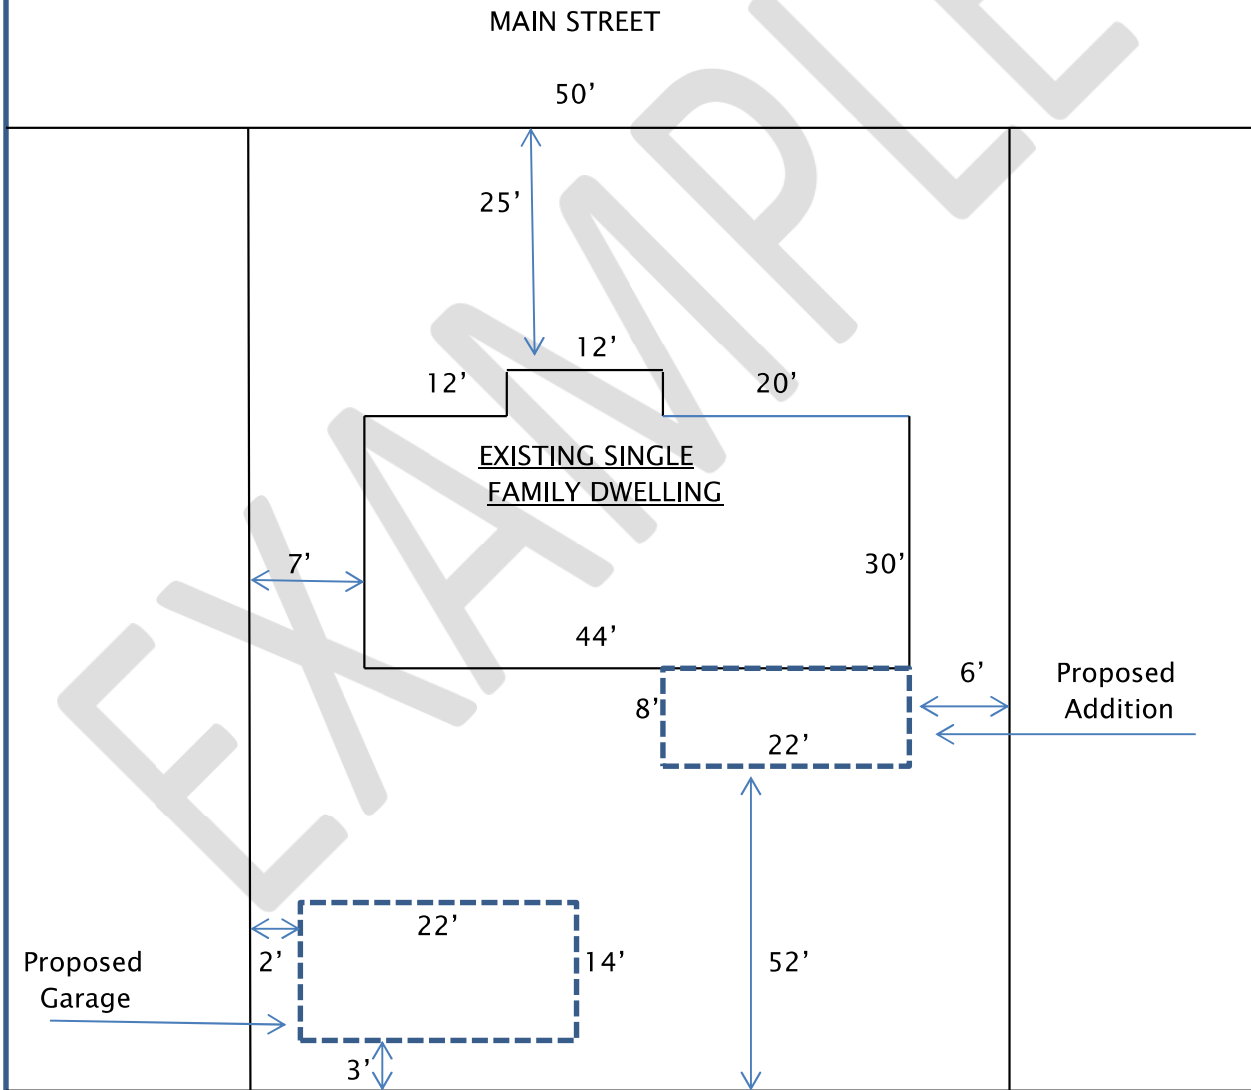 MAIN STREET
50’
25’
12’
12’
20’
EXISTING SINGLE
FAMILY DWELLING
7’
30’
44’
8’
6’
Proposed
Addition
22’
22’
2’
14’
52’
Proposed
Garage
3’
EXAMPLE